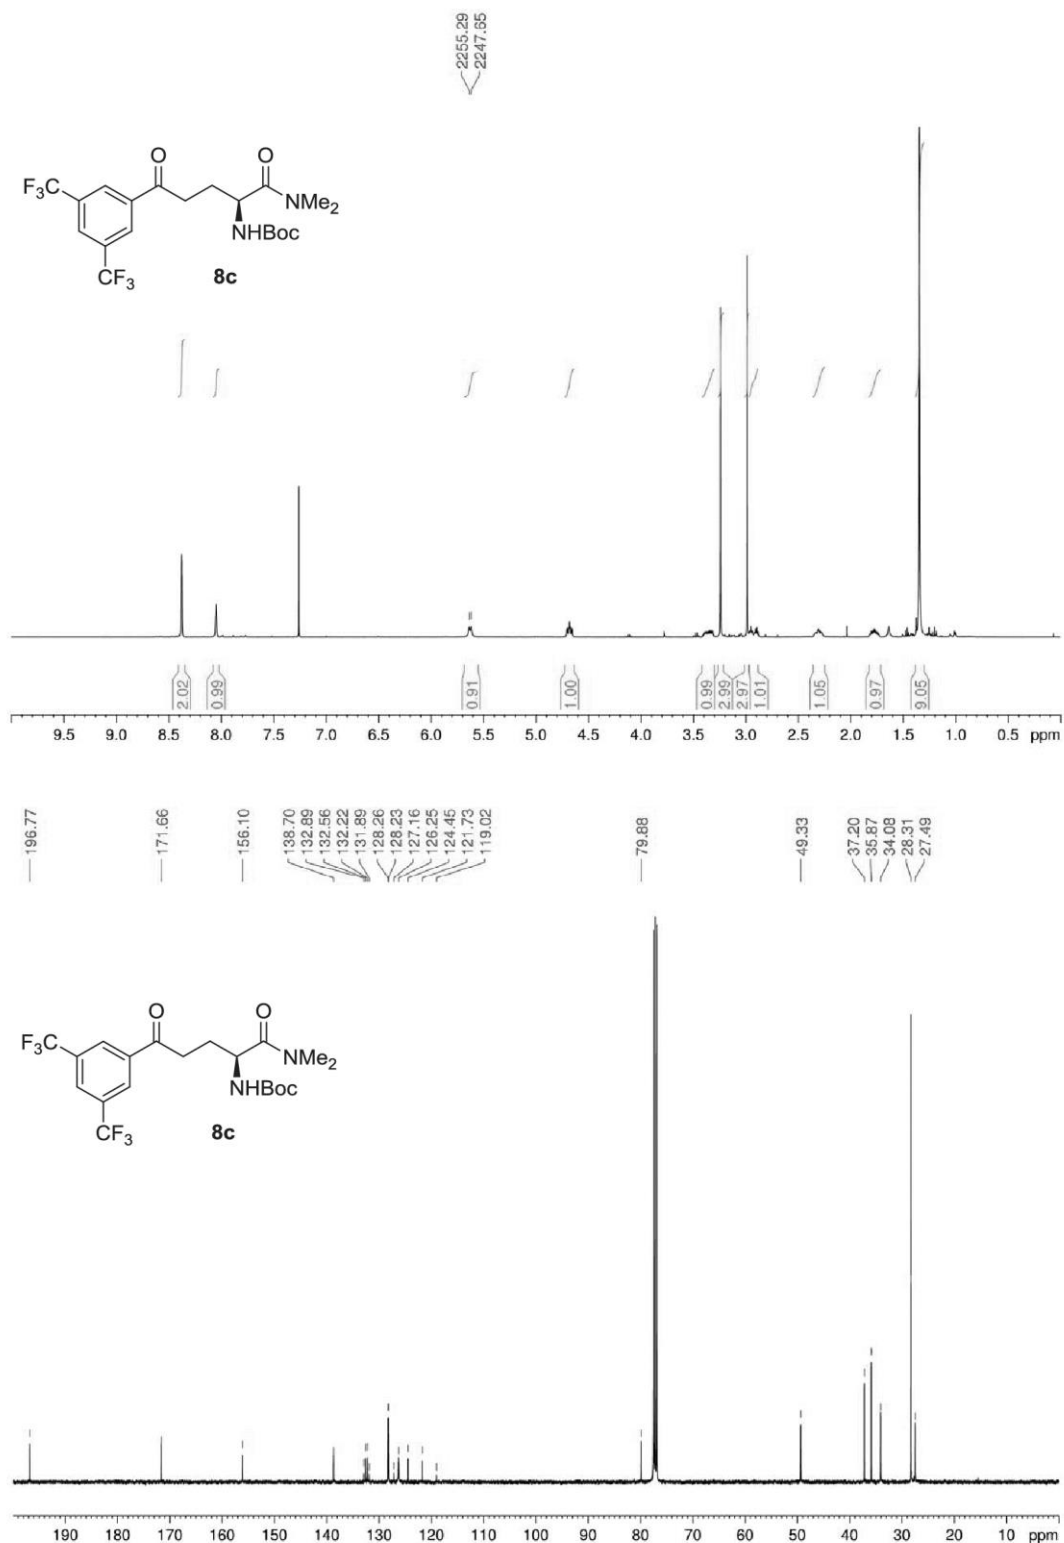 2255.29
2247.65
O
O
F₃C
NMe₂
NHBoc
CF₃
8c
2.02
0.99
0.91
1.00
0.99
2.99
2.97
1.01
1.05
0.97
9.05
9.5 9.0 8.5 8.0 7.5 7.0 6.5 6.0 5.5 5.0 4.5 4.0 3.5 3.0 2.5 2.0 1.5 1.0 0.5 ppm
196.77
171.66
156.10
138.70
132.89
132.56
132.22
131.89
128.26
128.23
127.16
126.25
124.45
121.73
119.02
79.88
49.33
37.20
35.87
34.08
28.31
27.49
O
O
F₃C
NMe₂
NHBoc
CF₃
8c
190 180 170 160 150 140 130 120 110 100 90 80 70 60 50 40 30 20 10 ppm